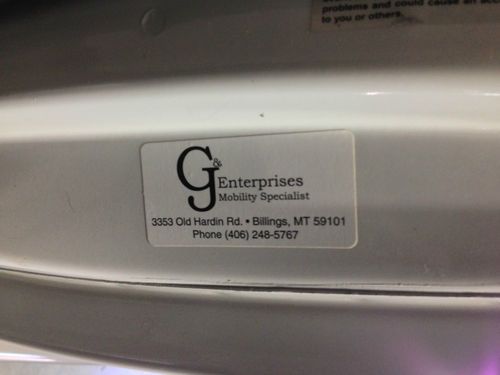 problems and could cause an
to you or others.
G&J Enterprises
Mobility Specialist
3353 Old Hardin Rd. • Billings, MT 59101
Phone (406) 248-5767